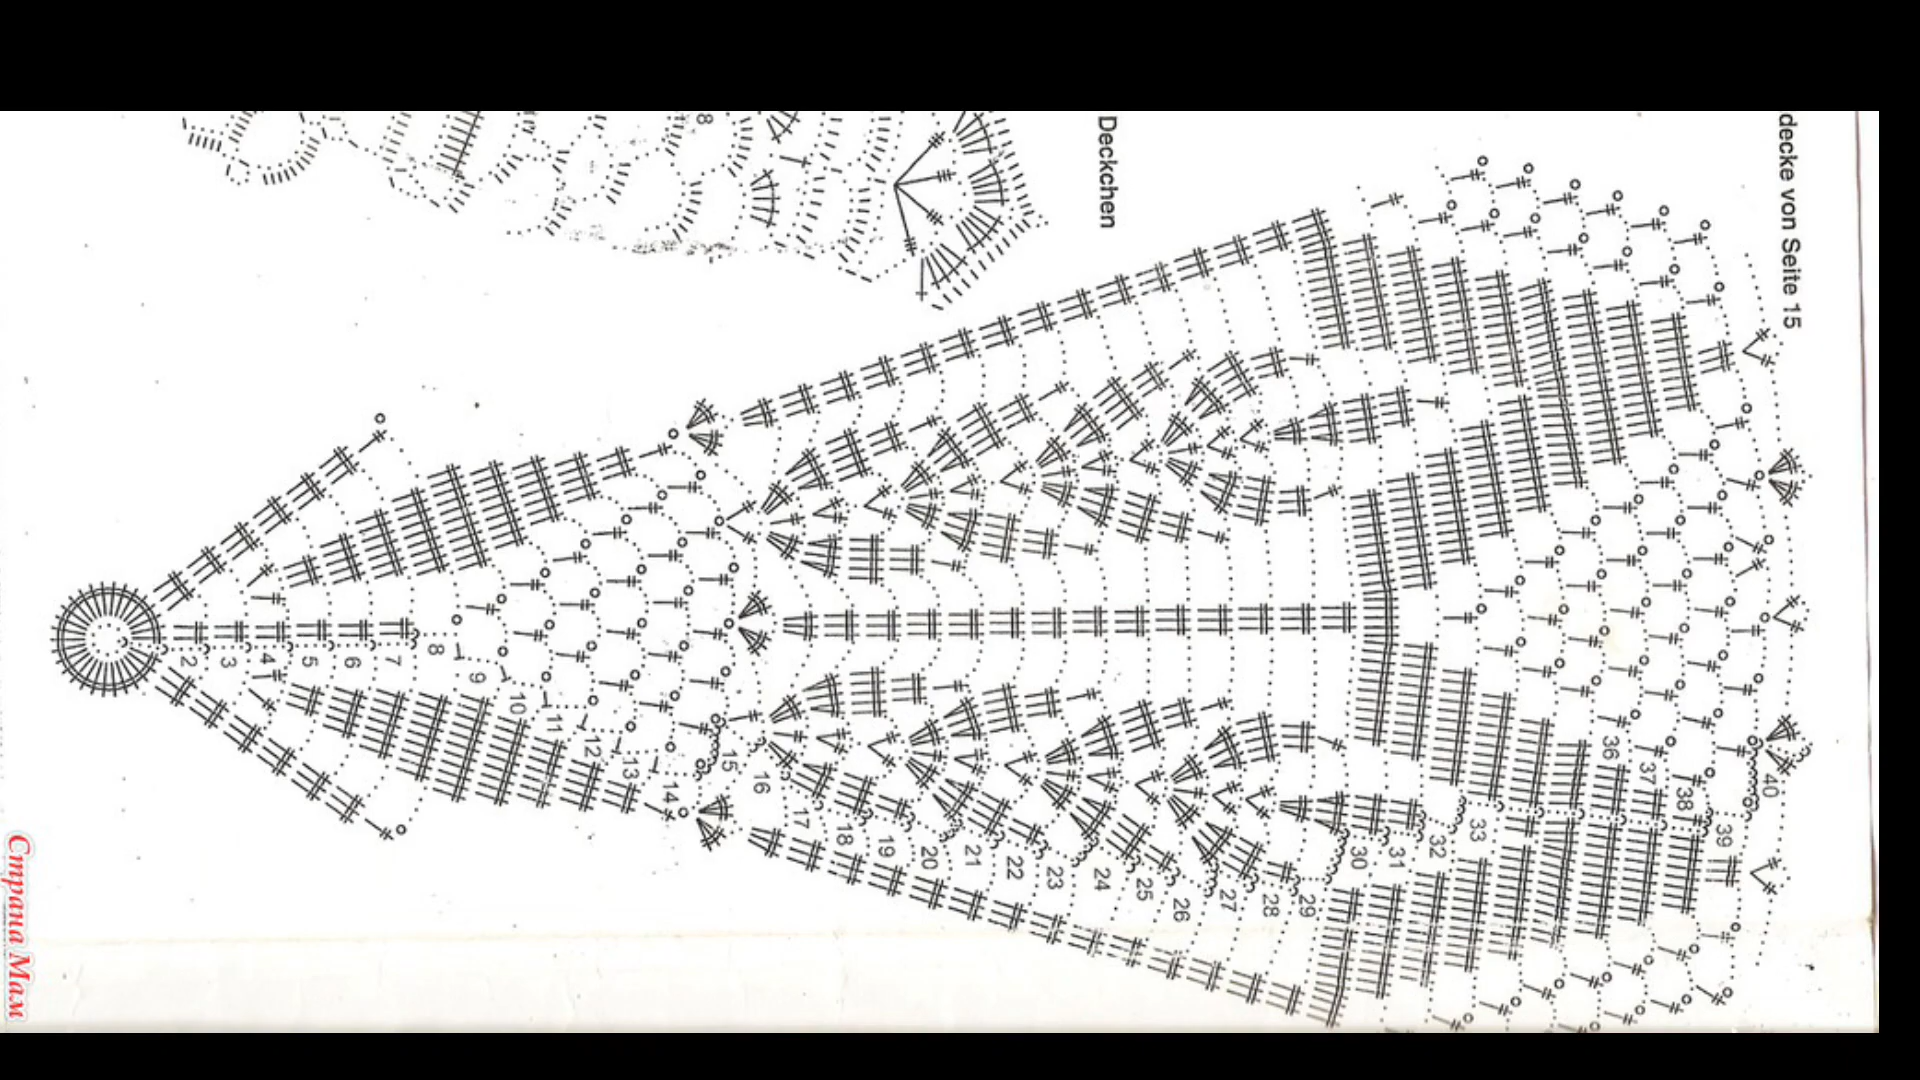 decke von Seite 15
Deckchen
8
2 3 4 5 6 7 8 9 10 11 12 13 14 15 16 17 18 19 20 21 22 23 24 25 26 27 28 29 30 31 32 33 36 37 38 39 40
Страна Мам